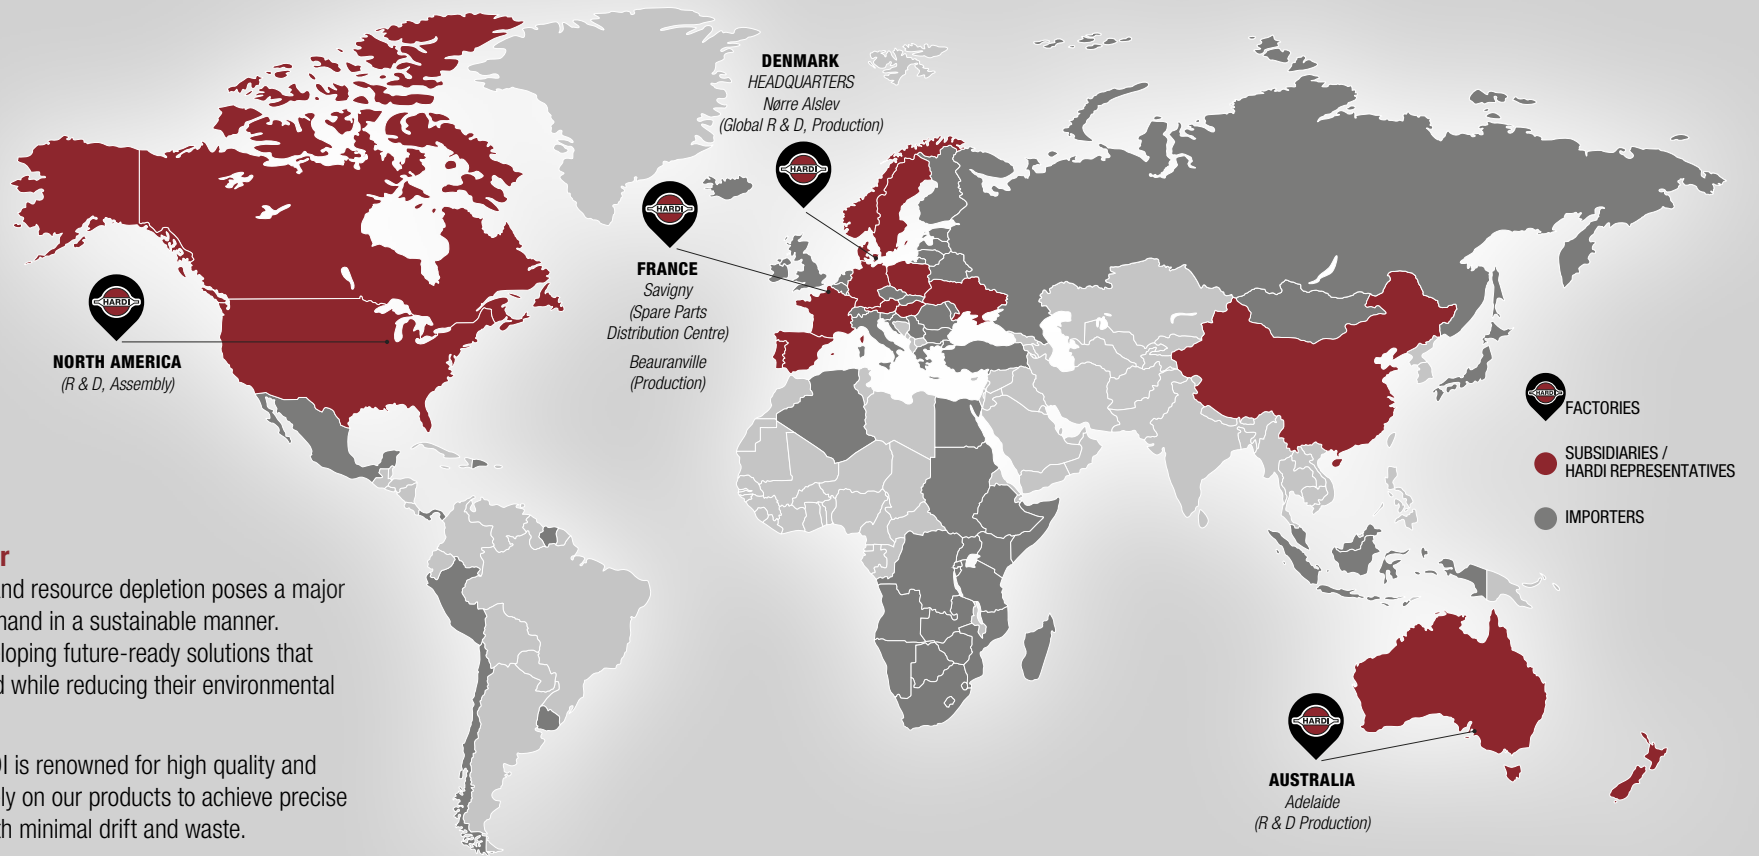 DENMARK
HEADQUARTERS
Nørre Alslev
(Global R & D, Production)
HARDI
HARDI
FRANCE
Savigny
(Spare Parts
Distribution Centre)
Beauranville
(Production)
HARDI
NORTH AMERICA
(R & D, Assembly)
HARDI
FACTORIES
SUBSIDIARIES /
HARDI REPRESENTATIVES
IMPORTERS
r
and resource depletion poses a major
hand in a sustainable manner.
loping future-ready solutions that
d while reducing their environmental
DI is renowned for high quality and
ly on our products to achieve precise
th minimal drift and waste.
HARDI
AUSTRALIA
Adelaide
(R & D Production)